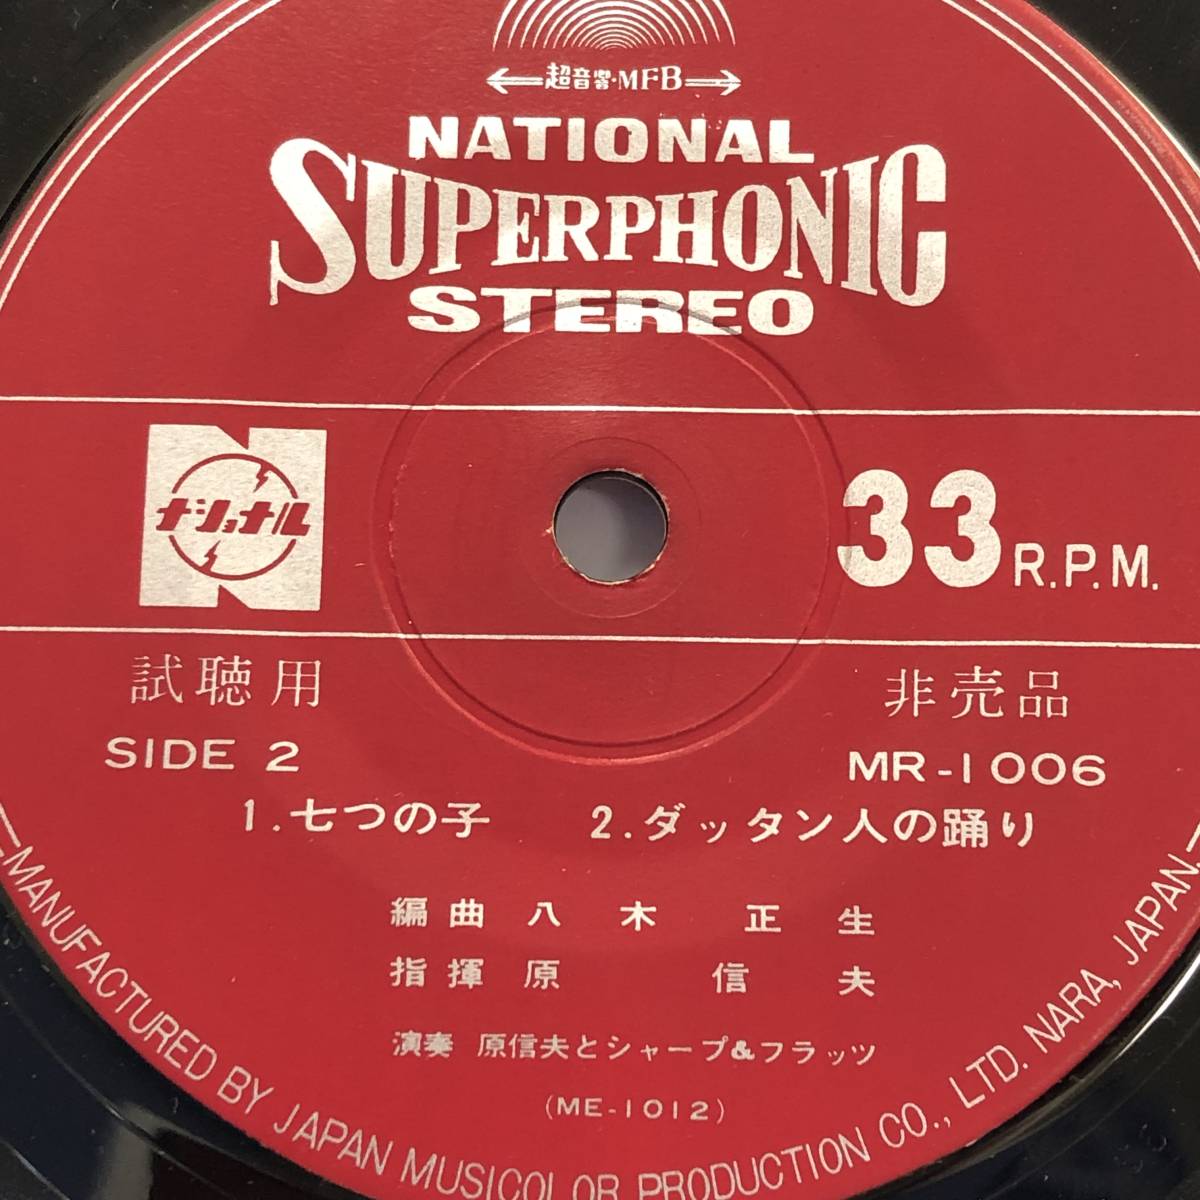 超音響・MFB
NATIONAL
SUPERPHONIC
STEREO
ナショナル
33 R.P.M.
試聴用
非売品
SIDE 2
MR-1006
1.七つの子 2.ダッタン人の踊り
編曲 八木正生
指揮 原信夫
演奏 原信夫とシャープ&フラッツ
(ME-1012)
MANUFACTURED BY JAPAN MUSICOLOR PRODUCTION CO., LTD. NARA, JAPAN.